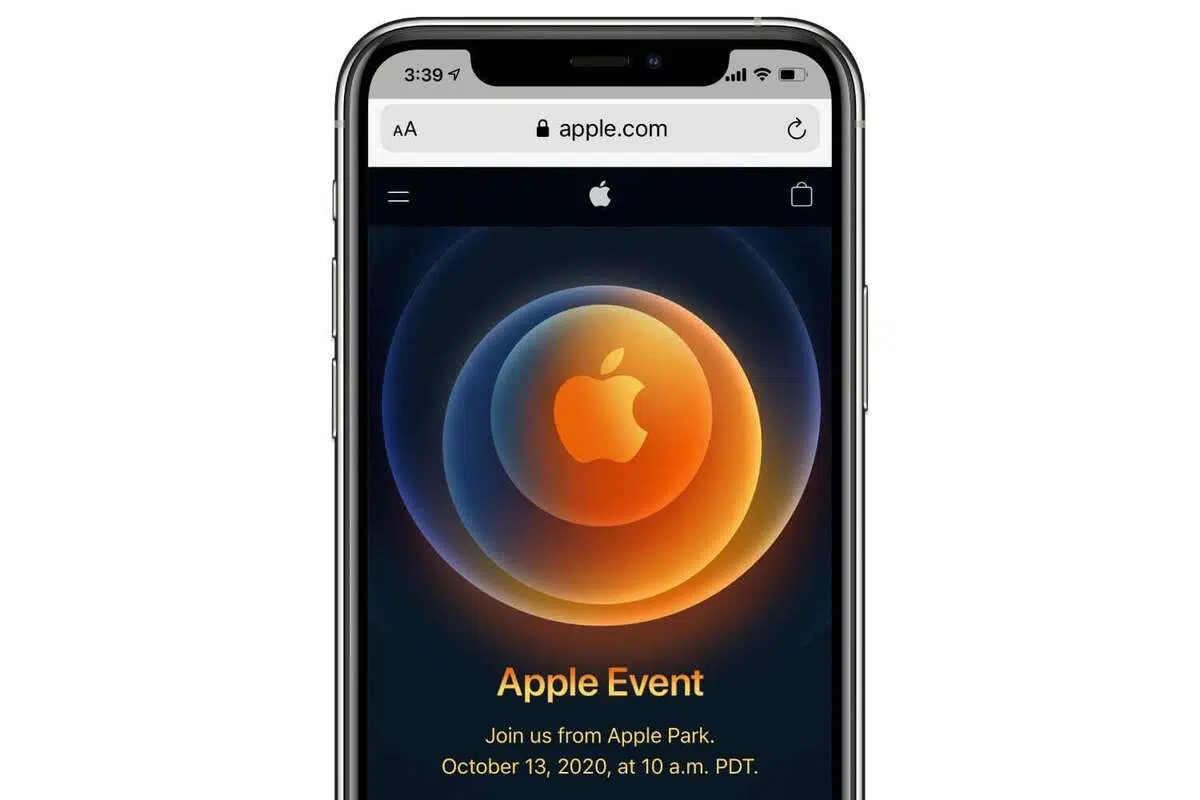 3:39
AA apple.com
Apple Event
Join us from Apple Park.
October 13, 2020, at 10 a.m. PDT.